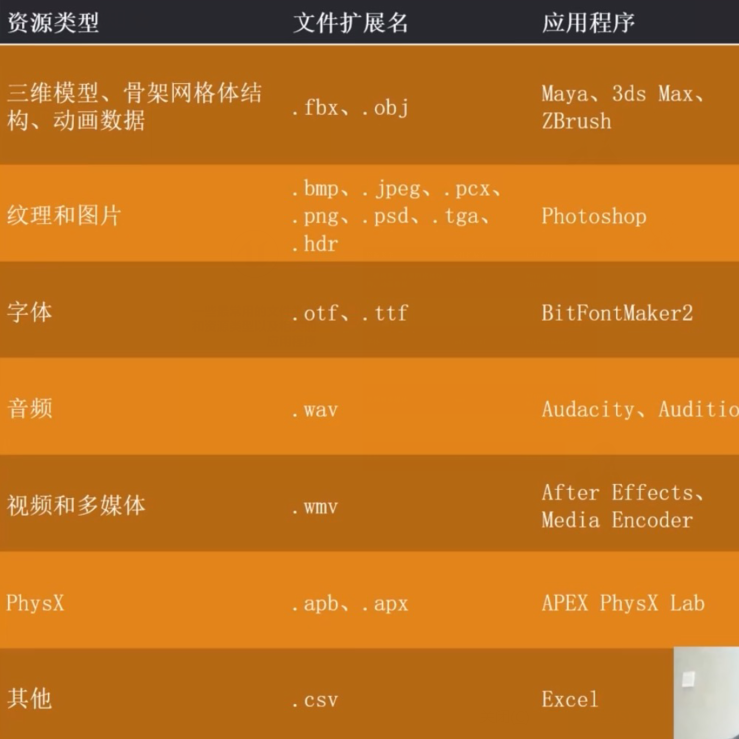 资源类型 文件扩展名 应用程序
三维模型、骨架网格体结
构、动画数据
.fbx、.obj
Maya、3ds Max、
ZBrush
纹理和图片
.bmp、.jpeg、.pcx、
.png、.psd、.tga、
.hdr
Photoshop
字体 .otf、.ttf BitFontMaker2
音频 .wav Audacity、Auditio
视频和多媒体 .wmv
After Effects、
Media Encoder
PhysX .apb、.apx APEX PhysX Lab
其他 .csv Excel